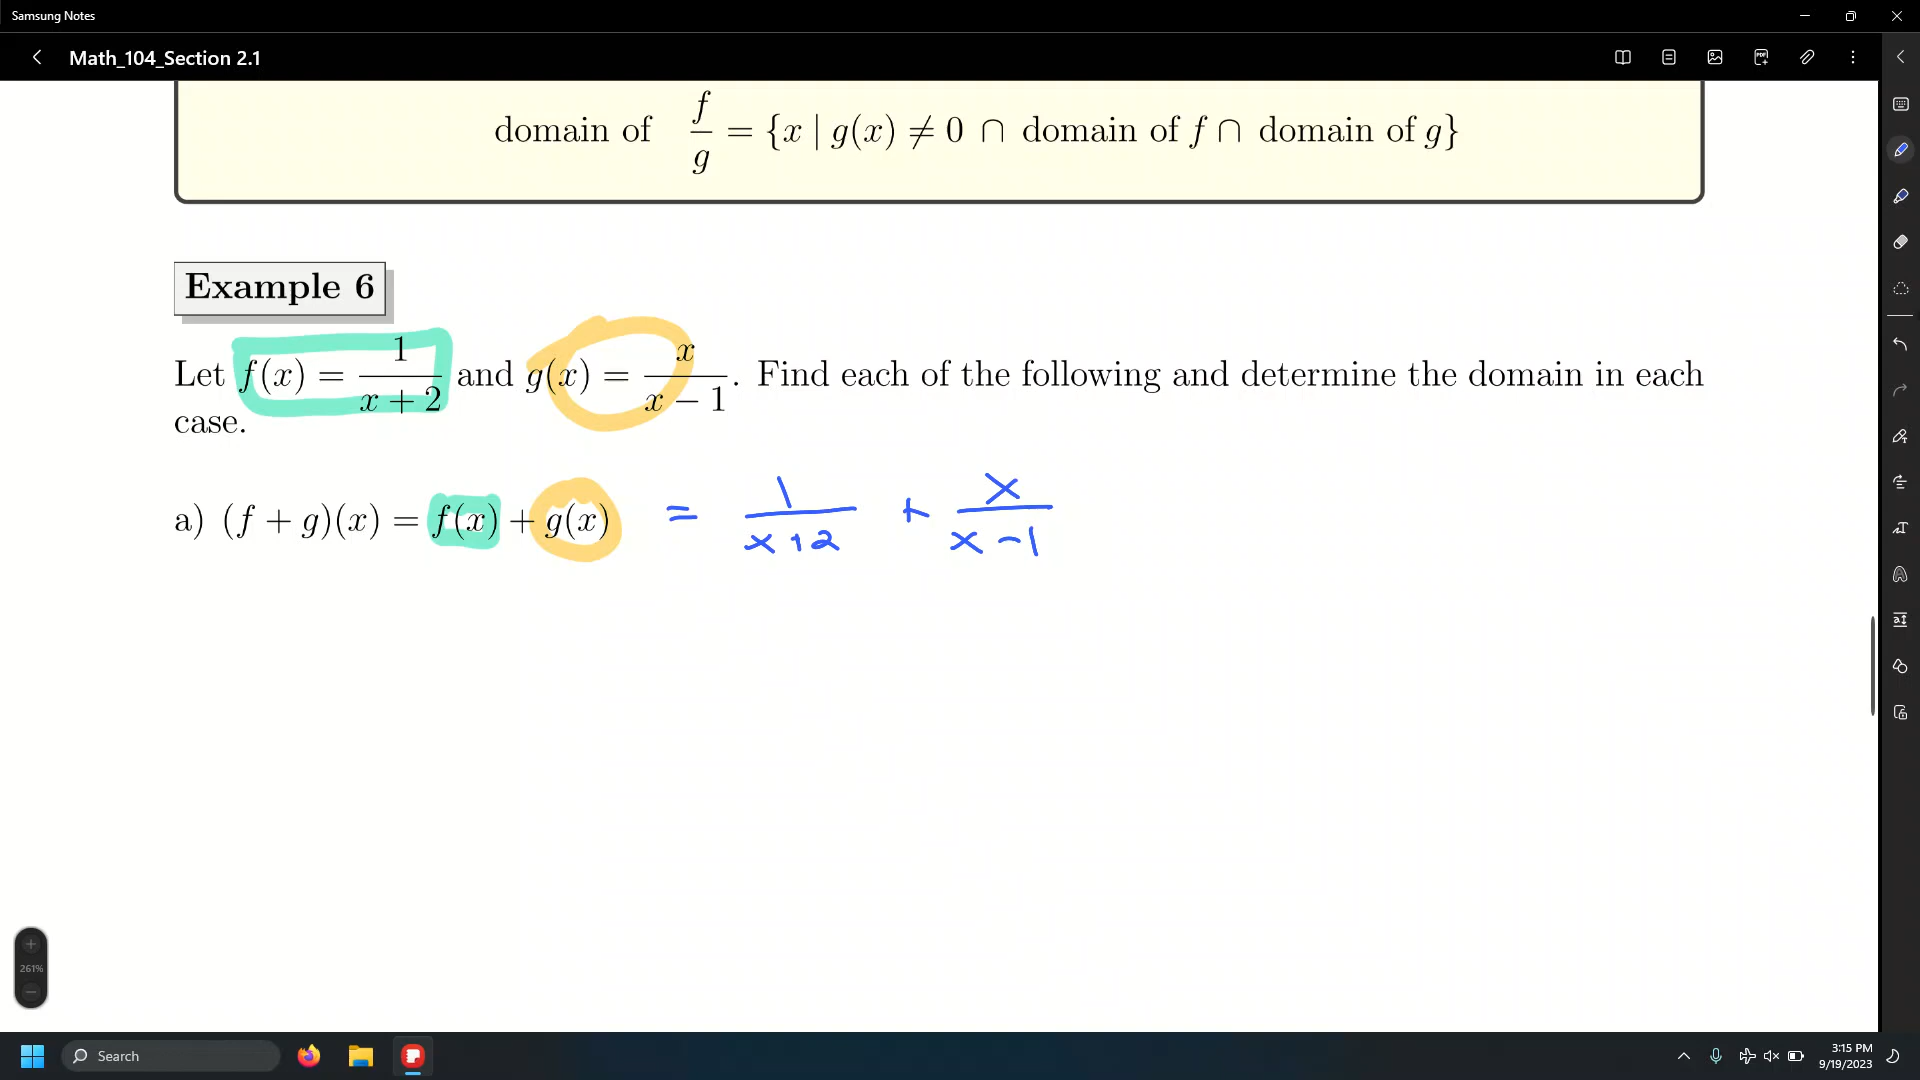 Samsung Notes
Math_104_Section 2.1
domain of f/g = {x | g(x) ≠ 0 ∩ domain of f ∩ domain of g}
Example 6
Let f(x) = 1/(x + 2) and g(x) = x/(x − 1). Find each of the following and determine the domain in each
case.
a) (f + g)(x) = f(x) + g(x) = 1/(x+2) + x/(x−1)
261%
Search
3:15 PM
9/19/2023